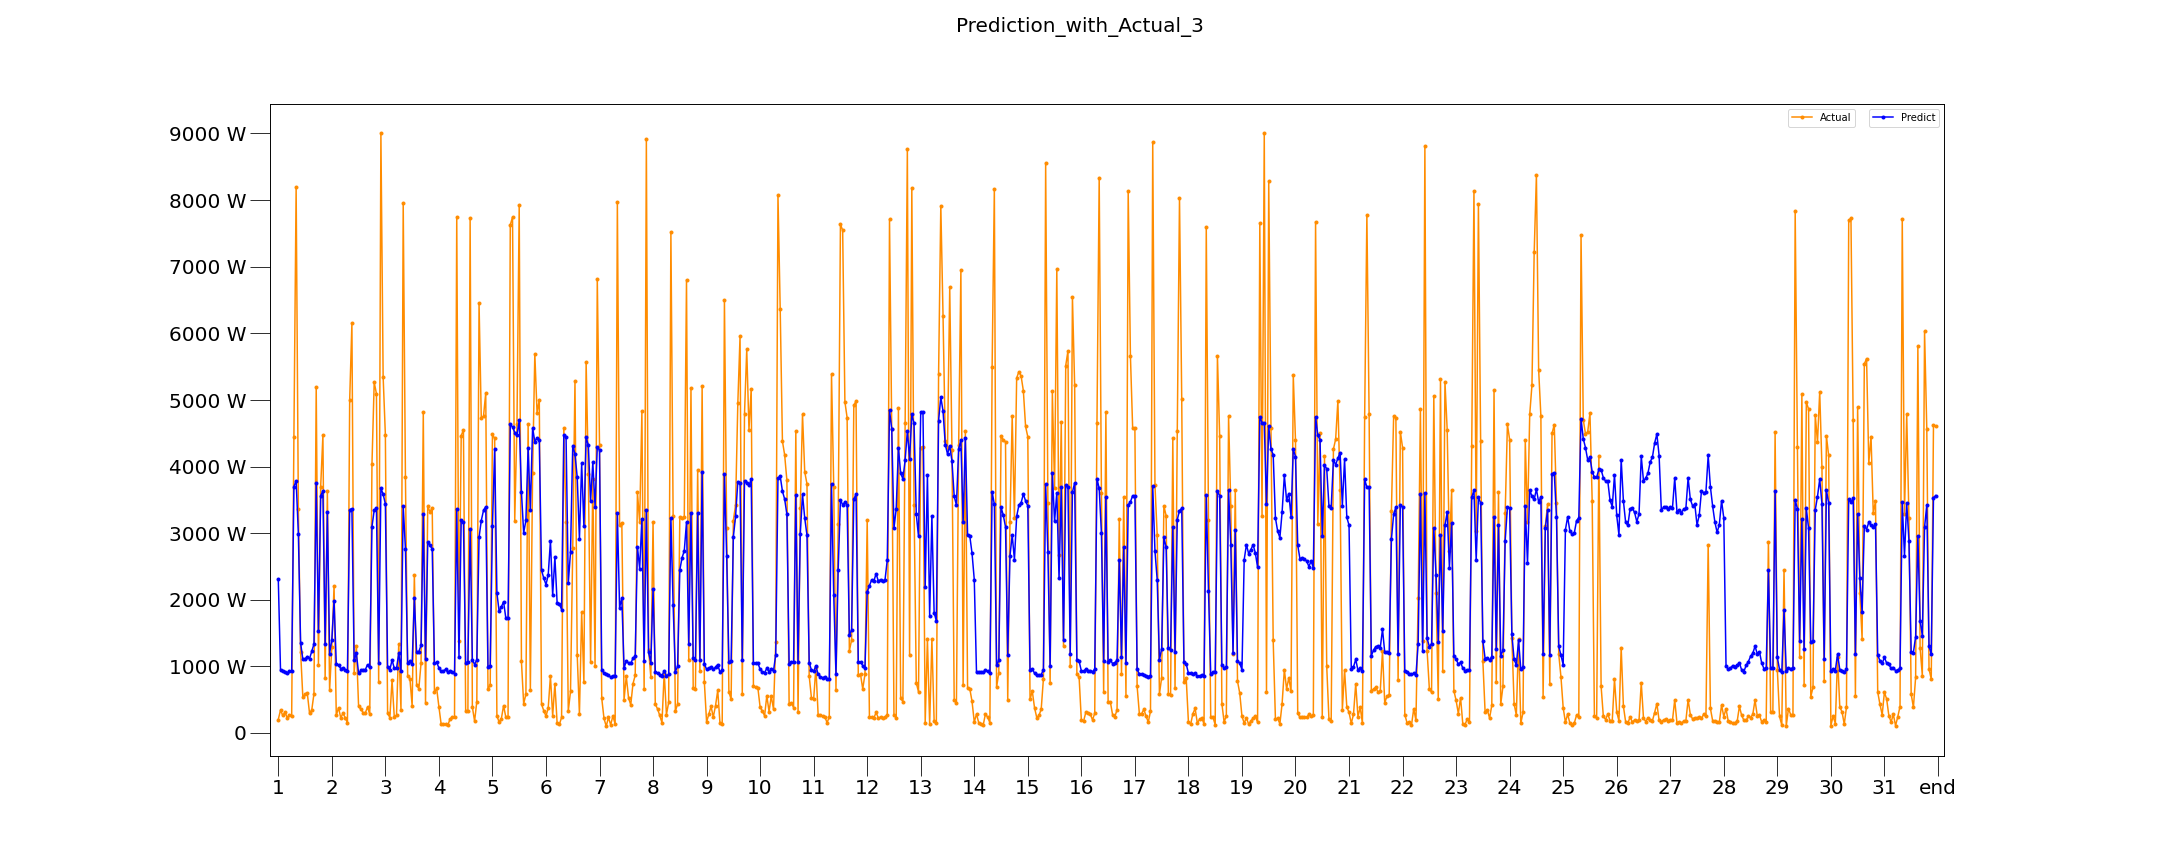 Prediction_with_Actual_3
Actual Predict
9000 W
8000 W
7000 W
6000 W
5000 W
4000 W
3000 W
2000 W
1000 W
0
1 2 3 4 5 6 7 8 9 10 11 12 13 14 15 16 17 18 19 20 21 22 23 24 25 26 27 28 29 30 31 end